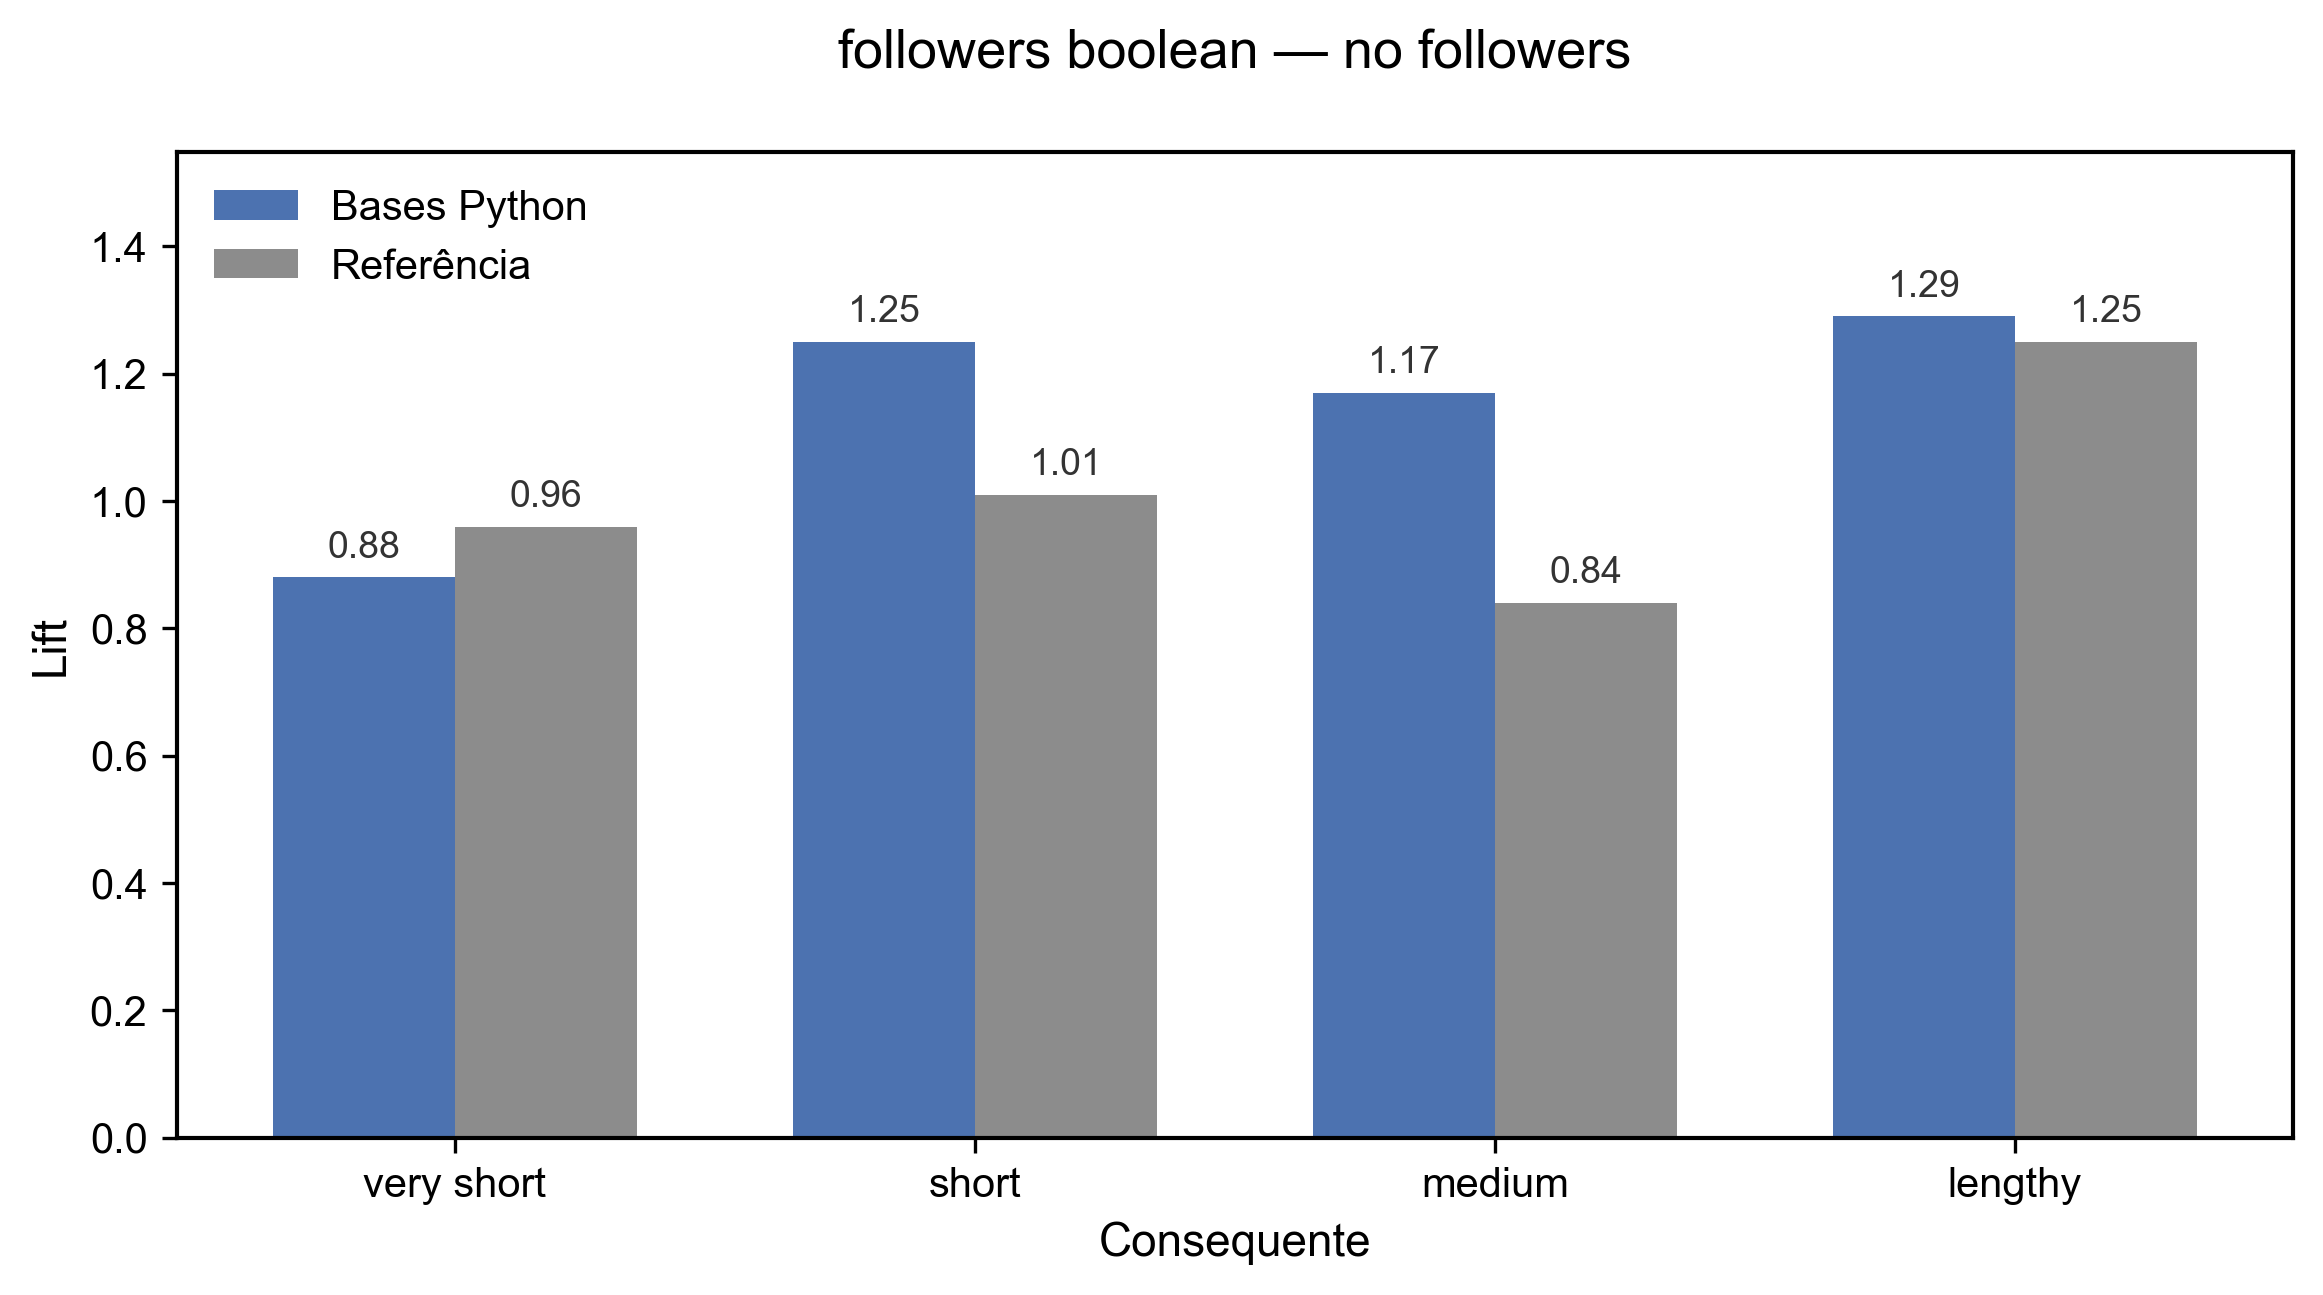 followers boolean — no followers
Bases Python
Referência
1.4
1.2
1.0
0.8
0.6
0.4
0.2
0.0
Lift
0.88
0.96
1.25
1.01
1.17
0.84
1.29
1.25
very short
short
medium
lengthy
Consequente